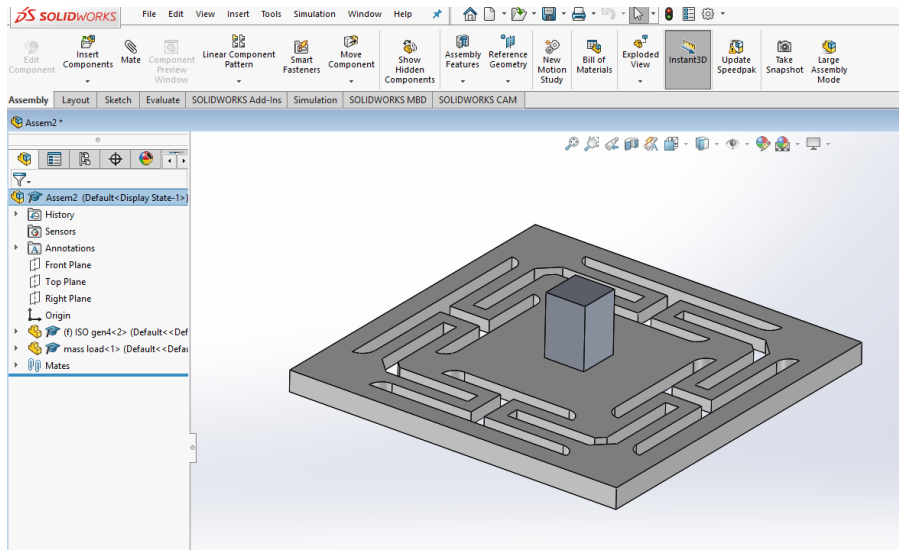 SOLIDWORKS File Edit View Insert Tools Simulation Window Help
Edit Component
Insert Components
Mate
Component Preview Window
Linear Component Pattern
Smart Fasteners
Move Component
Show Hidden Components
Assembly Features
Reference Geometry
New Motion Study
Bill of Materials
Exploded View
Instant3D
Update Speedpak
Take Snapshot
Large Assembly Mode
Assembly Layout Sketch Evaluate SOLIDWORKS Add-Ins Simulation SOLIDWORKS MBD SOLIDWORKS CAM
Assem2 *
Assem2 (Default<Display State-1>)
History
Sensors
Annotations
Front Plane
Top Plane
Right Plane
Origin
(f) ISO gen4<2> (Default<<Def
mass load<1> (Default<<Defau
Mates